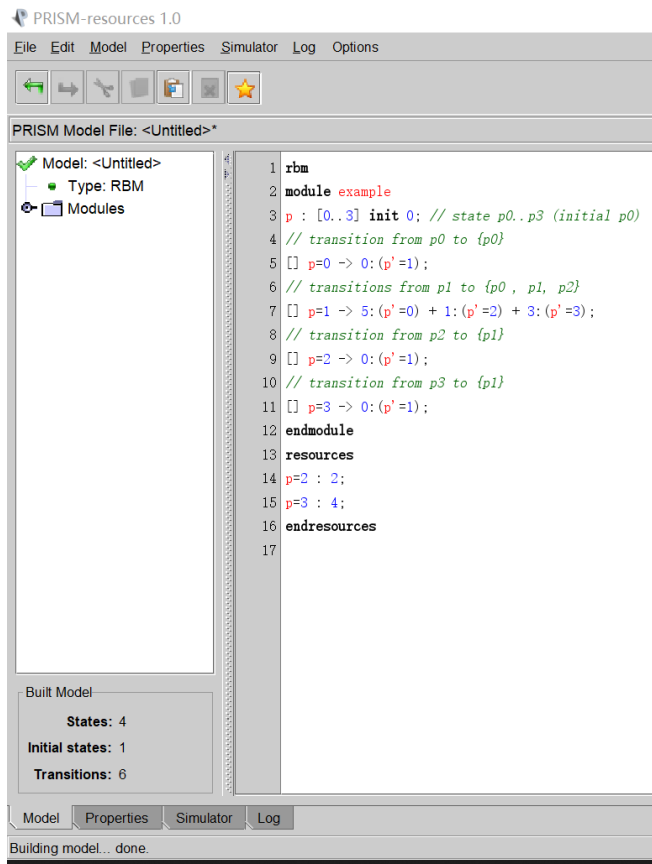 PRISM-resources 1.0
File Edit Model Properties Simulator Log Options
PRISM Model File: <Untitled>*
Model: <Untitled>
Type: RBM
Modules
1 rbm
2 module example
3 p : [0..3] init 0; // state p0..p3 (initial p0)
4 // transition from p0 to {p0}
5 [] p=0 -> 0:(p'=1);
6 // transitions from p1 to {p0 , p1, p2}
7 [] p=1 -> 5:(p'=0) + 1:(p'=2) + 3:(p'=3);
8 // transition from p2 to {p1}
9 [] p=2 -> 0:(p'=1);
10 // transition from p3 to {p1}
11 [] p=3 -> 0:(p'=1);
12 endmodule
13 resources
14 p=2 : 2;
15 p=3 : 4;
16 endresources
17
Built Model
States: 4
Initial states: 1
Transitions: 6
Model Properties Simulator Log
Building model... done.